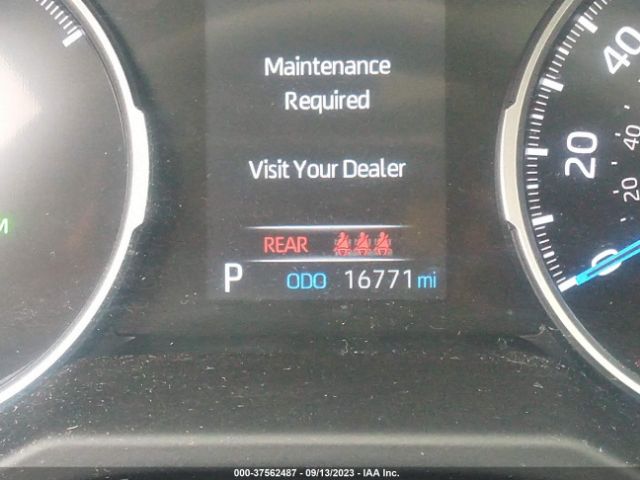 Maintenance
Required
Visit Your Dealer
REAR
P ODO 16771 mi
40
20
0
40
20
000-37562487 - 09/13/2023 - IAA Inc.